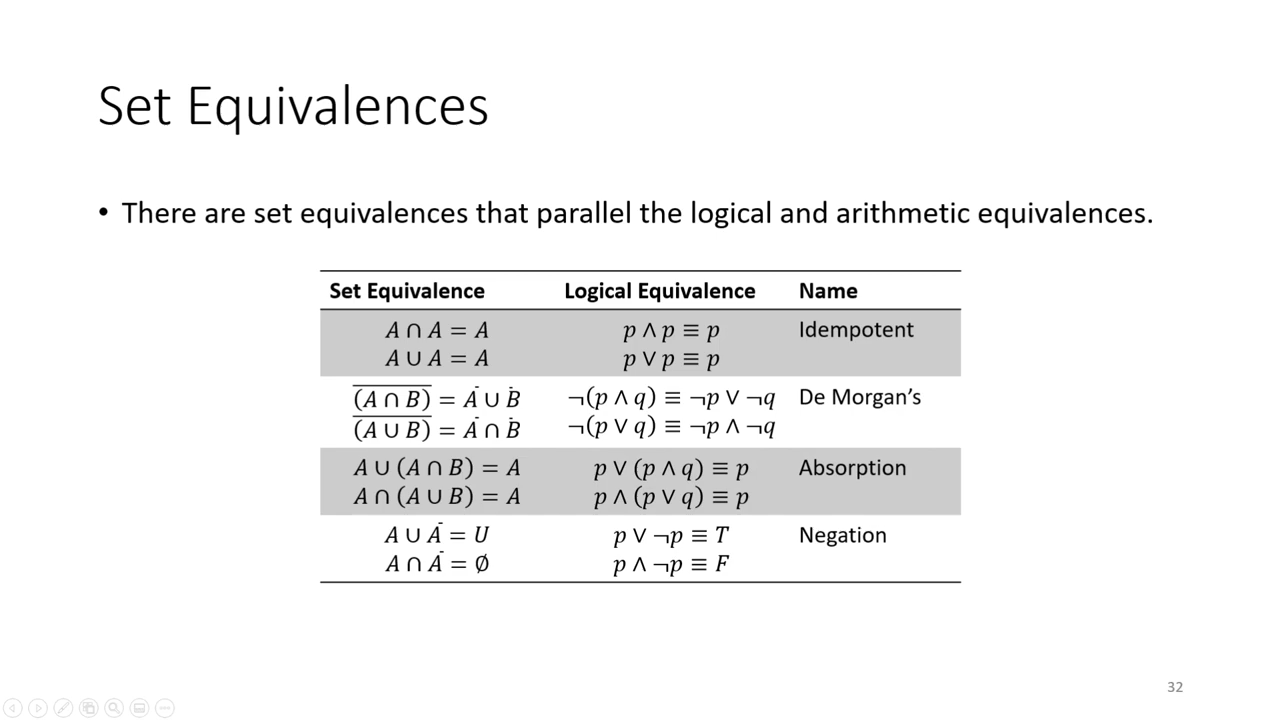 Set Equivalences
• There are set equivalences that parallel the logical and arithmetic equivalences.
Set Equivalence Logical Equivalence Name
A ∩ A = A p ∧ p ≡ p Idempotent
A ∪ A = A p ∨ p ≡ p
(A ∩ B)̅ = A̅ ∪ B̅ ¬(p ∧ q) ≡ ¬p ∨ ¬q De Morgan’s
(A ∪ B)̅ = A̅ ∩ B̅ ¬(p ∨ q) ≡ ¬p ∧ ¬q
A ∪ (A ∩ B) = A p ∨ (p ∧ q) ≡ p Absorption
A ∩ (A ∪ B) = A p ∧ (p ∨ q) ≡ p
A ∪ A̅ = U p ∨ ¬p ≡ T Negation
A ∩ A̅ = ∅ p ∧ ¬p ≡ F
32